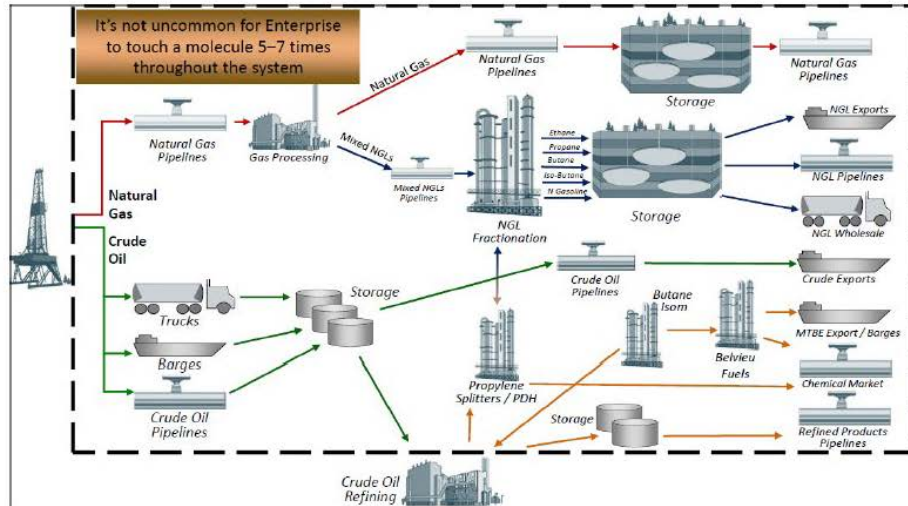 It's not uncommon for Enterprise
to touch a molecule 5–7 times
throughout the system
Natural Gas
Natural Gas
Pipelines
Storage
Natural Gas
Pipelines
Natural Gas
Pipelines
Gas Processing
Mixed NGLs
Mixed NGLs
Pipelines
Ethane
Propane
Butane
Iso-Butane
N Gasoline
NGL
Fractionation
Storage
NGL Exports
NGL Pipelines
NGL Wholesale
Natural
Gas
Crude
Oil
Trucks
Barges
Crude Oil
Pipelines
Storage
Crude Oil
Pipelines
Crude Exports
Butane
Isom
Belvieu
Fuels
MTBE Export / Barges
Propylene
Splitters / PDH
Chemical Market
Storage
Refined Products
Pipelines
Crude Oil
Refining